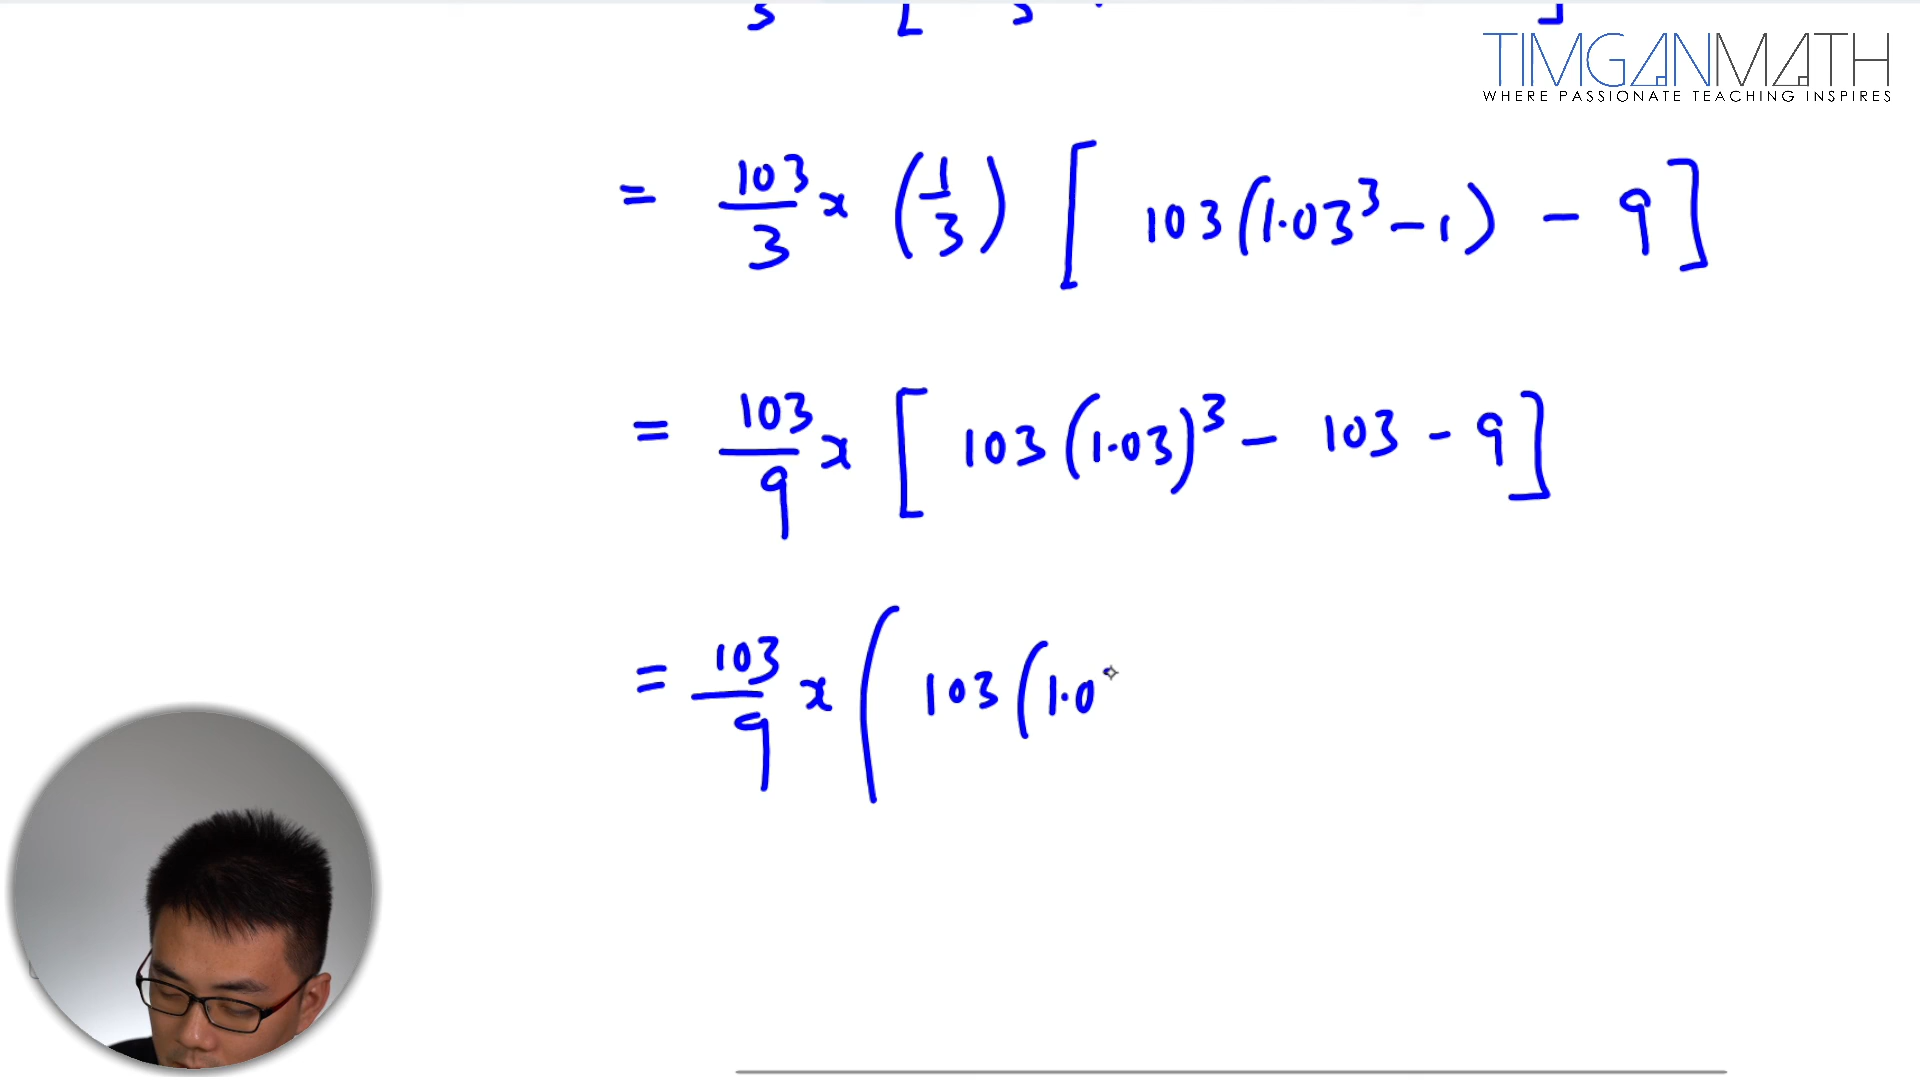 TIMGANMATH
WHERE PASSIONATE TEACHING INSPIRES
= 103/3 x (1/3) [ 103(1.03³ - 1) - 9 ]
= 103/9 x [ 103(1.03)³ - 103 - 9 ]
= 103/9 x ( 103(1.0